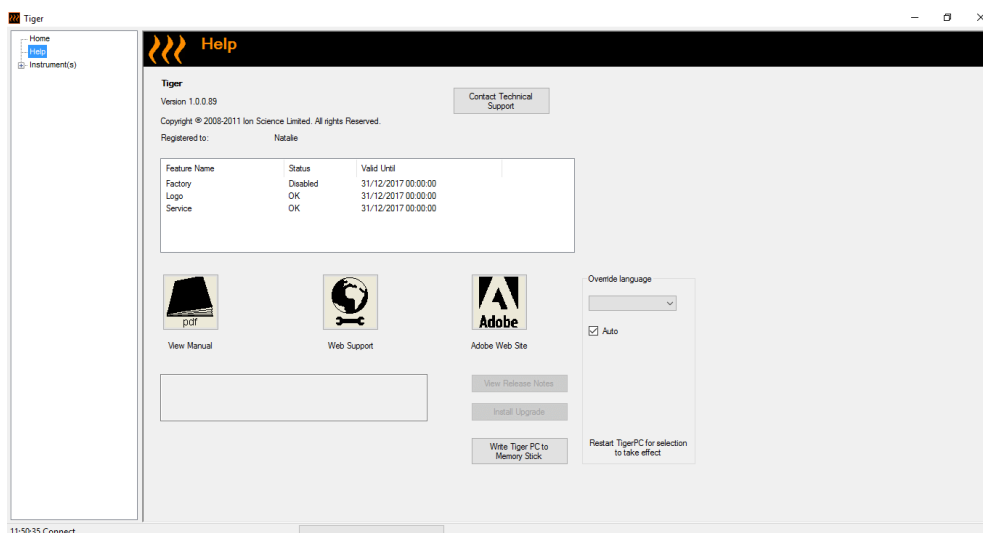 Tiger
Home
Help
Instrument(s)
Help
Tiger
Version 1.0.0.89
Contact Technical
Support
Copyright © 2008-2011 Ion Science Limited. All rights Reserved.
Registered to: Natalie
Feature Name Status Valid Until
Factory Disabled 31/12/2017 00:00:00
Logo OK 31/12/2017 00:00:00
Service OK 31/12/2017 00:00:00
Override language
Auto
pdf
Adobe
View Manual Web Support Adobe Web Site
View Release Notes
Install Upgrade
Write Tiger PC to
Memory Stick
Restart TigerPC for selection
to take effect
11:50:35 Connect